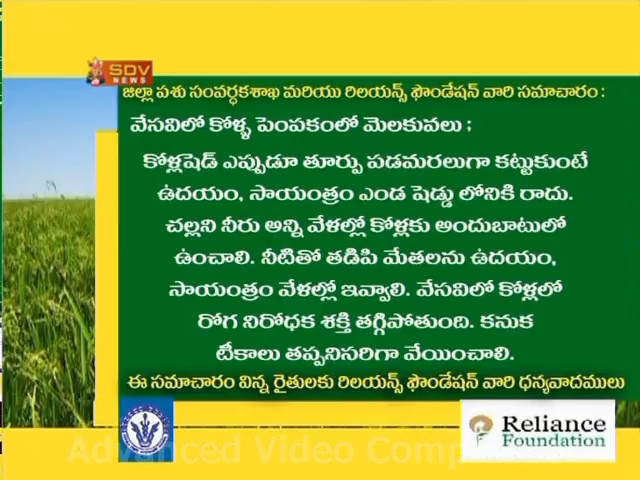 SDV
NEWS
జిల్లా పశు సంవర్ధకశాఖ మరియు రిలయన్స్ ఫౌండేషన్ వారి సమాచారం :
వేసవిలో కోళ్ళ పెంపకంలో మెలకువలు ;
కోళ్లషెడ్ ఎప్పుడూ తూర్పు పడమరలుగా కట్టుకుంటే
ఉదయం, సాయంత్రం ఎండ షెడ్డు లోనికి రాదు.
చల్లని నీరు అన్ని వేళల్లో కోళ్లకు అందుబాటులో
ఉంచాలి. నీటితో తడిపి మేతలను ఉదయం,
సాయంత్రం వేళల్లో ఇవ్వాలి. వేసవిలో కోళ్లలో
రోగ నిరోధక శక్తి తగ్గిపోతుంది. కనుక
టీకాలు తప్పనిసరిగా వేయించాలి.
ఈ సమాచారం విన్న రైతులకు రిలయన్స్ ఫౌండేషన్ వారి ధన్యవాదములు
Reliance
Foundation
Advanced Video Comp